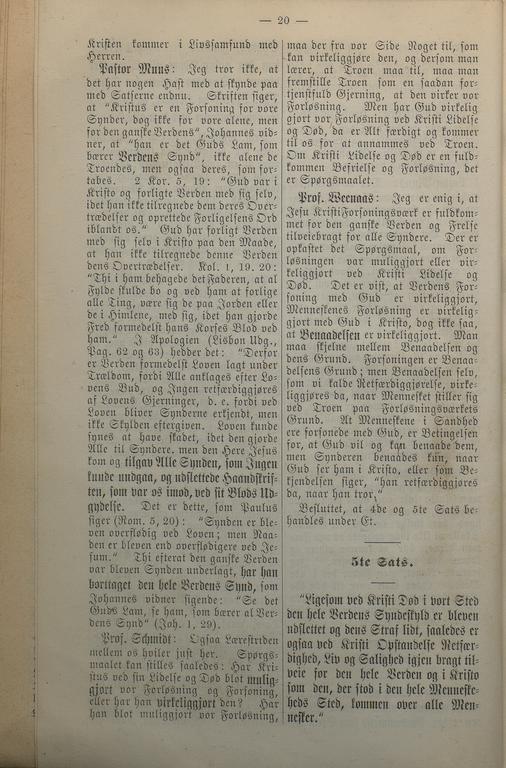 — 20 —
Kristen kommer i Livssamfund med
Herren.
Pastor Muus: Jeg tror ikke, at
det har nogen Hast med at skynde paa
med Satserne endnu. Skriften siger,
at “Kristus er en Forsoning for vore
Synder, dog ikke for vore alene, men
for den ganske Verdens“, Johannes vid-
ner, at “han er det Guds Lam, som
bærer Verdens Synd“, ikke alene de
Troendes, men ogsaa deres, som for-
tabes. 2 Kor. 5, 19: “Gud var i
Kristo og forligte Verden med sig selv,
idet han ikke tilregnede dem deres Over-
trædelser og oprettede Forligelsens Ord
iblandt os.“ Gud har forligt Verden
med sig selv i Kristo paa den Maade,
at han ikke tilregnede denne Verden
dens Overtrædelser. Kol. 1, 19. 20:
“Thi i ham behagede det Faderen, at al
Fylde skulde bo og ved ham at forlige
alle Ting, være sig de paa Jorden eller
de i Himlene, med sig, idet han gjorde
Fred formedelst hans Korses Blod ved
ham.“ I Apologien (Lisbon Udg.,
Pag. 62 og 63) hedder det: “Derfor
er Verden formedelst Loven lagt under
Trældom, fordi Alle anklages efter Lo-
vens Bud, og Ingen retfærdiggjøres
af Lovens Gjerninger, d. e. fordi ved
Loven bliver Synderne erkjendt, men
ikke Skylden eftergiven. Loven kunde
synes at have skadet, idet den gjorde
Alle til Syndere. men den Herre Jesus
kom og tilgav Alle Synden, som Ingen
kunde undgaa, og udslettede Haandskrif-
ten, som var os imod, ved sit Blods Ud-
gydelse. Det er dette, som Paulus
siger (Rom. 5, 20): “Synden er ble-
ven overflødig ved Loven; men Naa-
den er bleven end overflødigere ved Je-
sum.“ Thi efterat den ganske Verden
var bleven Synden underlagt, har han
borttaget den hele Verdens Synd, som
Johannes vidner sigende: “Se det
Guds Lam, se ham, som bærer al Ver-
dens Synd“ (Joh. 1, 29).
Prof. Schmidt: Ogsaa Lærestriden
mellem os hviler just her. Spørgs-
maalet kan stilles saaledes: Har Kri-
stus ved sin Lidelse og Død blot mulig-
gjort vor Forløsning og Forsoning,
eller har han virkeliggjort den? Har
han blot muliggjort vor Forløsning,
maa der fra vor Side Noget til, som
kan virkeliggjøre den, og dersom man
lærer, at Troen maa til, maa man
fremstille Troen som en saadan for-
tjenstfuld Gjerning, at den virker vor
Forløsning. Men har Gud virkelig
gjort vor Forløsning ved Kristi Lidelse
og Død, da er Alt færdigt og kommer
til os for at annammes ved Troen.
Om Kristi Lidelse og Død er en fuld-
kommen Befrielse og Forløsning, det
er Spørgsmaalet.
Prof. Weenaas: Jeg er enig i, at
Jesu Kristi Forsoningsværk er fuldkom-
met for den ganske Verden og Frelse
tilveiebragt for alle Syndere. Der er
opkastet det Spørgsmaal, om For-
løsningen var muliggjort eller vir-
keliggjort ved Kristi Lidelse og
Død. Det er vist, at Verdens For-
soning med Gud er virkeliggjort,
Menneskenes Forløsning er virkelig-
gjort med Gud i Kristo, dog ikke saa,
at Benaadelsen er virkeliggjort. Man
maa skjelne mellem Benaadelsen og
dens Grund. Forsoningen er Benaa-
delsens Grund; men Benaadelsen selv,
som vi kalde Retfærdiggjørelse, virke-
liggjøres da, naar Mennesket stiller sig
ved Troen paa Forløsningsværkets
Grund. At Menneskene i Sandhed
ere forsonede med Gud, er Betingelsen
for, at Gud vil og kan benaade dem,
men Synderen benaades kun, naar
Gud ser ham i Kristo, eller som Be-
kjendelsen siger, “han retfærdiggjøres
da, naar han tror.“
Besluttet, at 4de og 5te Sats be-
handles under Et.
5te Sats.
“Ligesom ved Kristi Død i vort Sted
den hele Verdens Syndeskyld er bleven
udslettet og dens Straf lidt, saaledes er
ogsaa ved Kristi Opstandelse Retfær-
dighed, Liv og Salighed igjen bragt til-
veie for den hele Verden og i Kristo
som den, der stod i den hele Menneske-
heds Sted, kommen over alle Men-
nesker.“